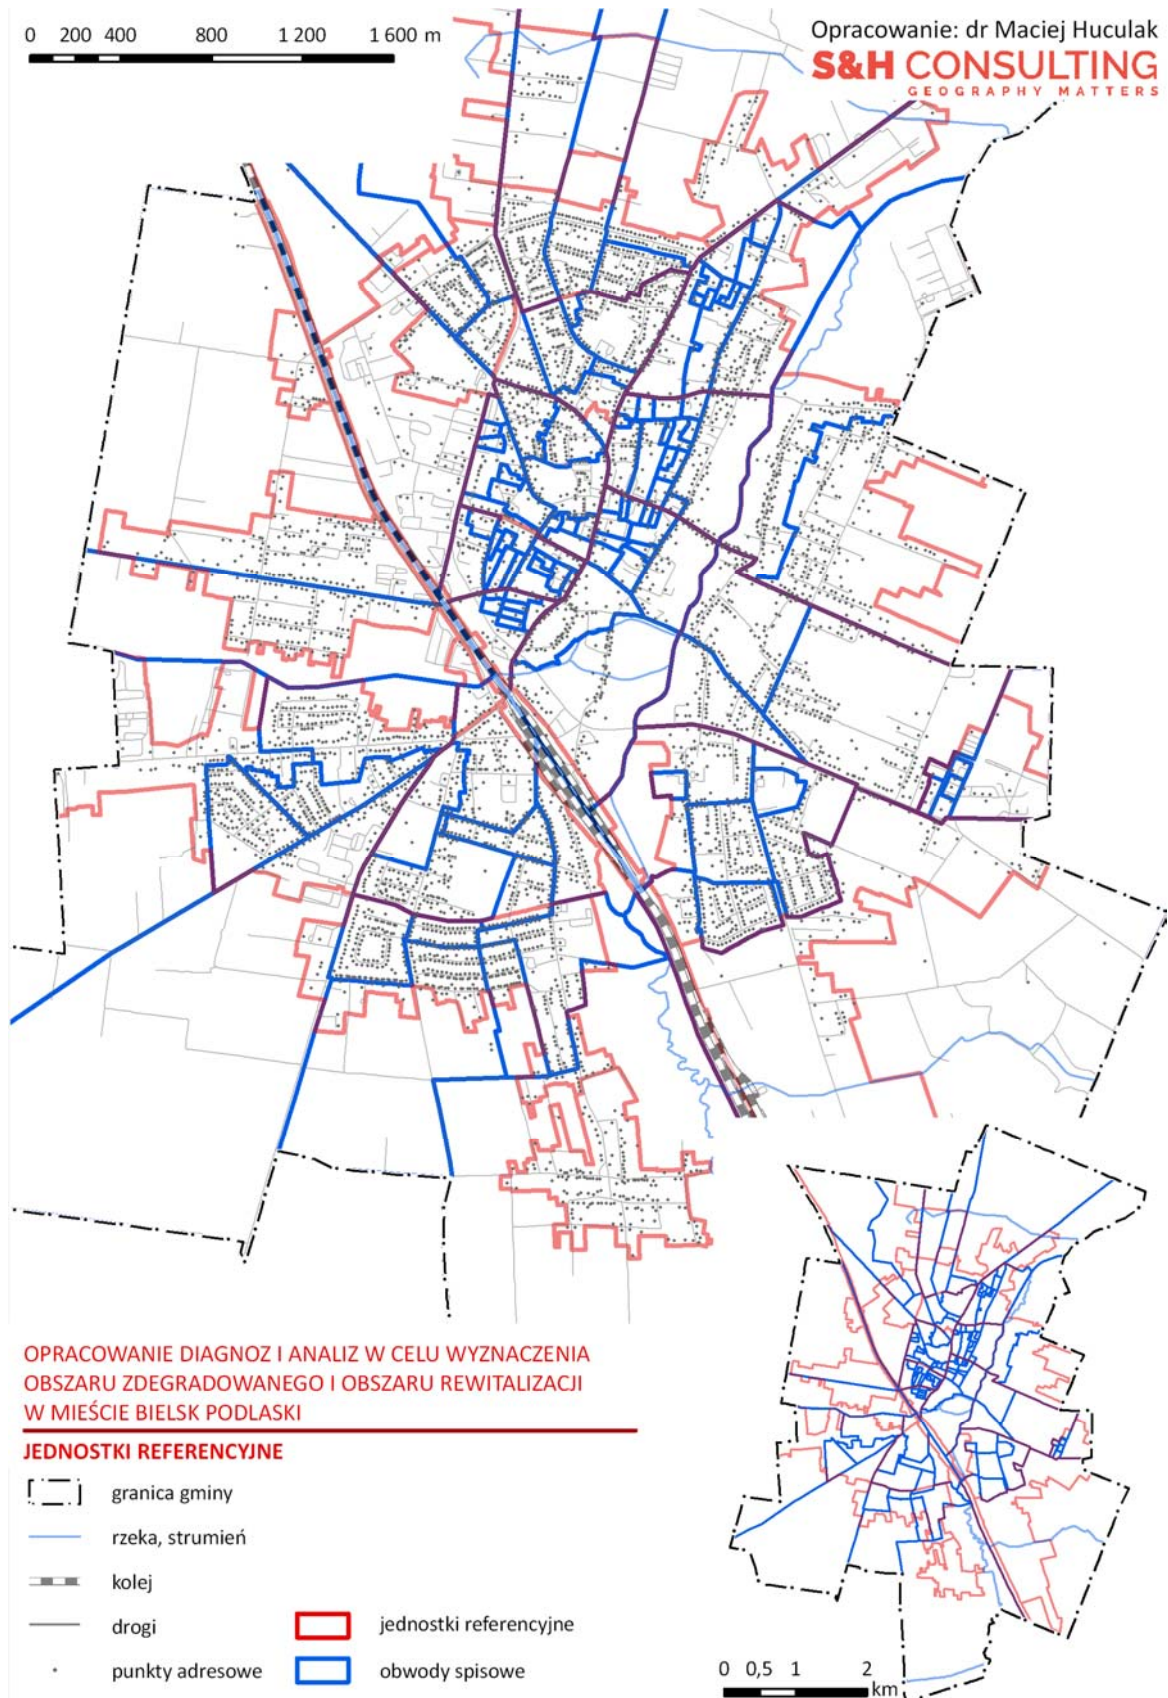 0 200 400 800 1 200 1 600 m
Opracowanie: dr Maciej Huculak
S&H CONSULTING
GEOGRAPHY MATTERS
OPRACOWANIE DIAGNOZ I ANALIZ W CELU WYZNACZENIA
OBSZARU ZDEGRADOWANEGO I OBSZARU REWITALIZACJI
W MIEŚCIE BIELSK PODLASKI
JEDNOSTKI REFERENCYJNE
granica gminy
rzeka, strumień
kolej
drogi
punkty adresowe
jednostki referencyjne
obwody spisowe
0 0,5 1 2
km